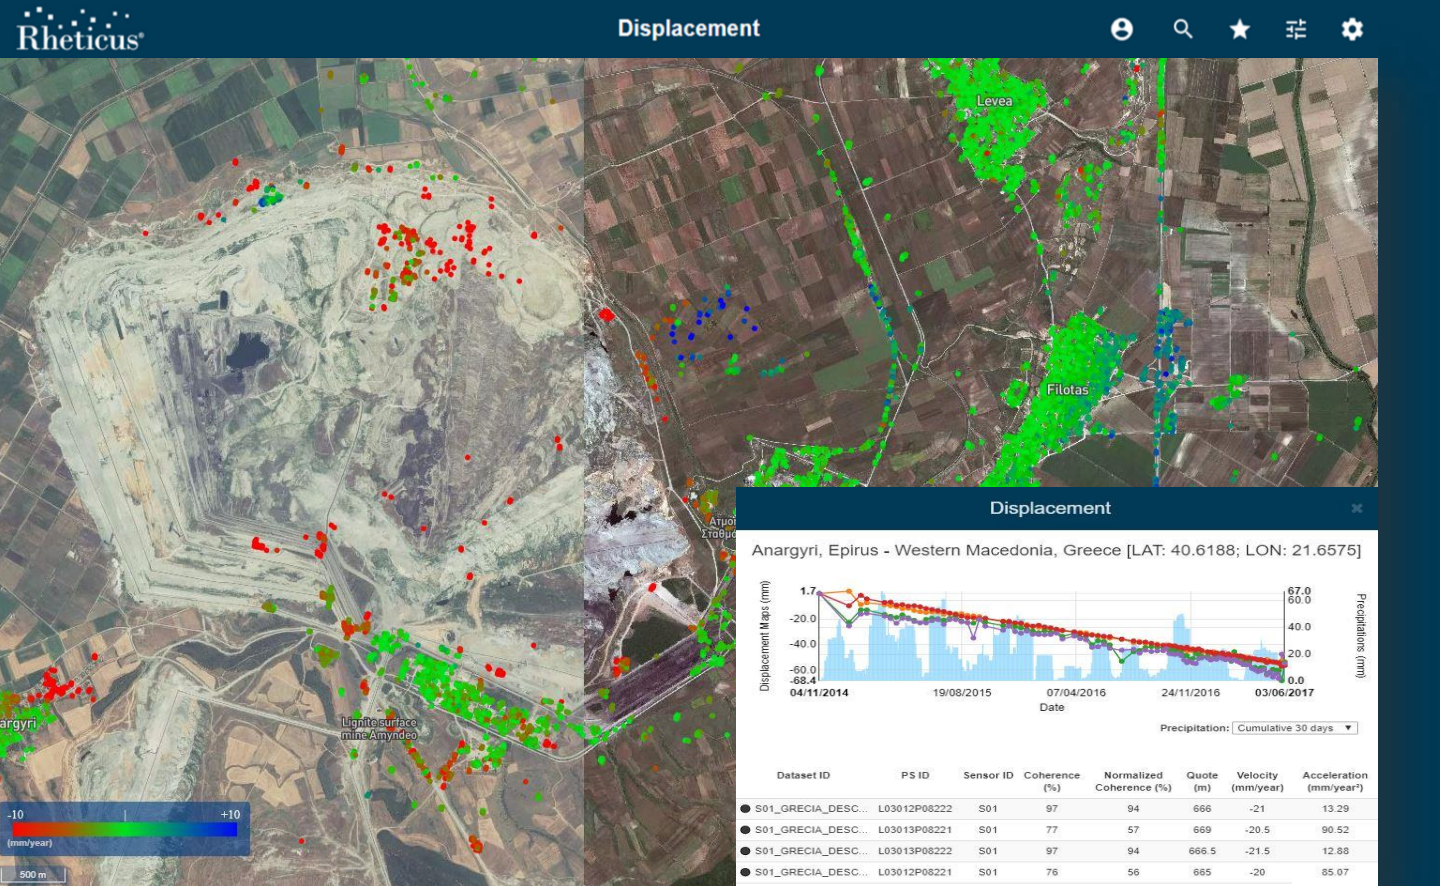 Rheticus
Displacement
Levea
Filotas
Ατμοη
Σταθμο
argyri
Lignite surface
mine Amyndeo
-10 | +10
(mm/year)
500 m
Displacement
Anargyri, Epirus - Western Macedonia, Greece [LAT: 40.6188; LON: 21.6575]
Displacement Maps (mm)
1.7
-20.0
-40.0
-60.0
-68.4
67.0
60.0
40.0
20.0
0.0
Precipitations (mm)
04/11/2014 19/08/2015 07/04/2016 24/11/2016 03/06/2017
Date
Precipitation: Cumulative 30 days
Dataset ID PS ID Sensor ID Coherence (%) Normalized Coherence (%) Quote (m) Velocity (mm/year) Acceleration (mm/year²)
S01_GRECIA_DESC... L03012P08222 S01 97 94 666 -21 13.29
S01_GRECIA_DESC... L03013P08221 S01 77 57 669 -20.5 90.52
S01_GRECIA_DESC... L03013P08222 S01 97 94 666.5 -21.5 12.88
S01_GRECIA_DESC... L03012P08221 S01 76 56 665 -20 85.07